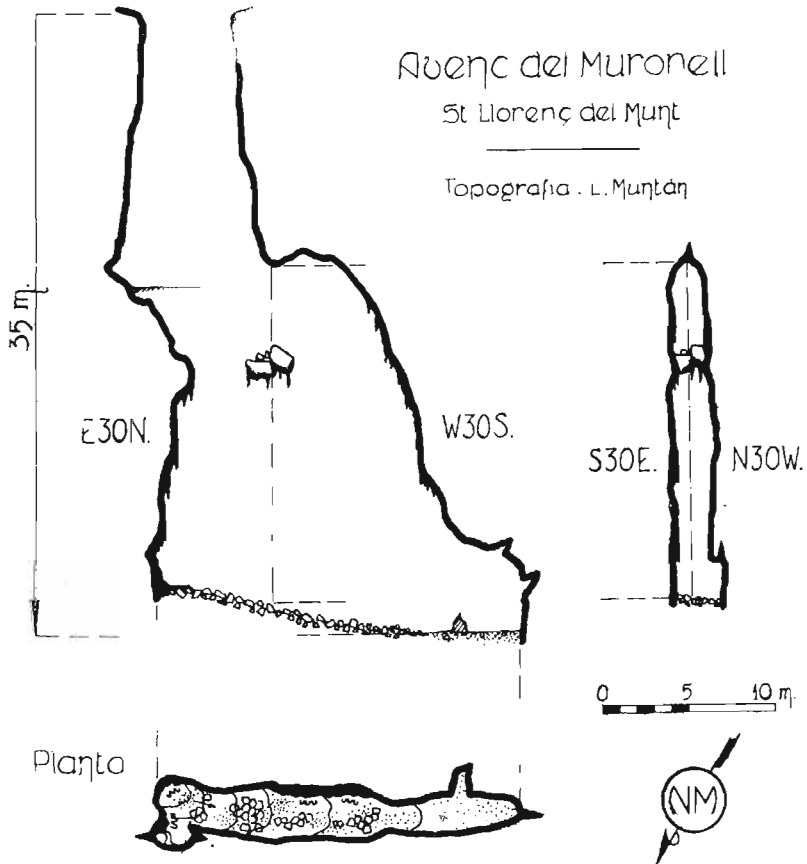 Avenc del Muronell
St Llorenç del Munt
Topografia . L. Muntán
35 m.
E30N.
W30S.
S30E.
N30W.
0 5 10 m.
Planta
NM